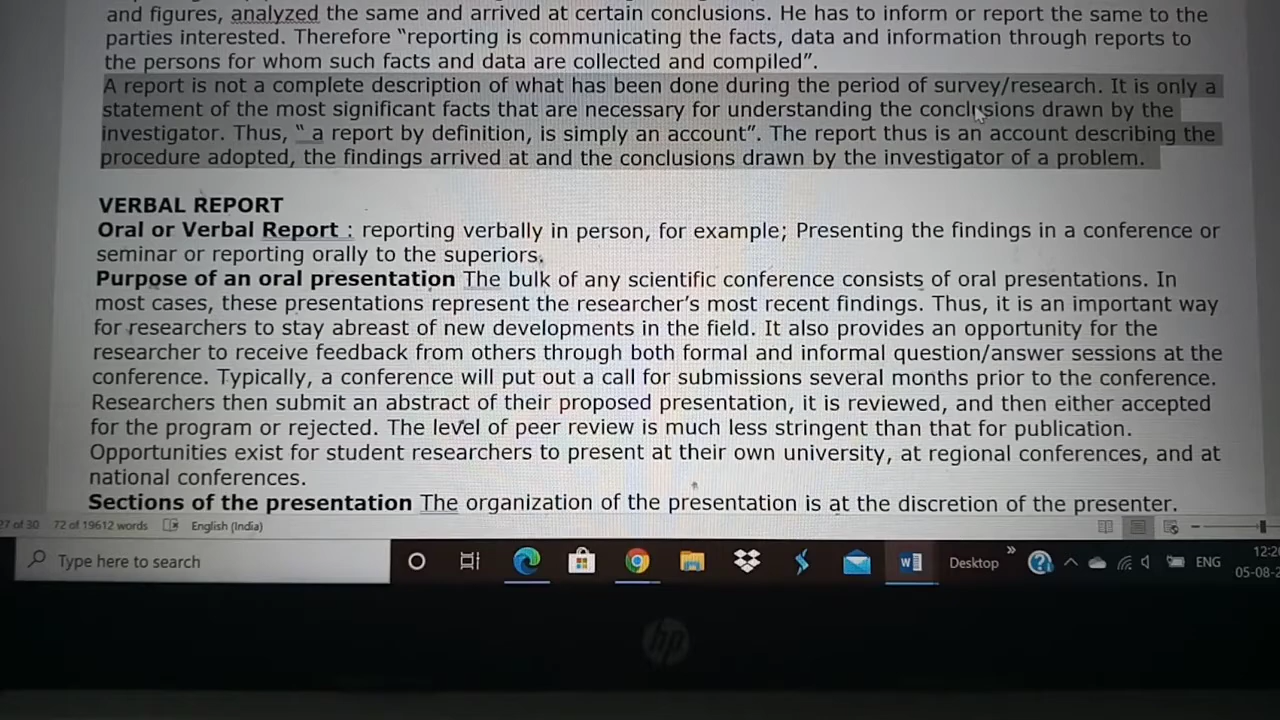 and figures, analyzed the same and arrived at certain conclusions. He has to inform or report the same to the
parties interested. Therefore “reporting is communicating the facts, data and information through reports to
the persons for whom such facts and data are collected and compiled”.
A report is not a complete description of what has been done during the period of survey/research. It is only a
statement of the most significant facts that are necessary for understanding the conclusions drawn by the
investigator. Thus, “ a report by definition, is simply an account”. The report thus is an account describing the
procedure adopted, the findings arrived at and the conclusions drawn by the investigator of a problem.
VERBAL REPORT
Oral or Verbal Report : reporting verbally in person, for example; Presenting the findings in a conference or
seminar or reporting orally to the superiors.
Purpose of an oral presentation The bulk of any scientific conference consists of oral presentations. In
most cases, these presentations represent the researcher’s most recent findings. Thus, it is an important way
for researchers to stay abreast of new developments in the field. It also provides an opportunity for the
researcher to receive feedback from others through both formal and informal question/answer sessions at the
conference. Typically, a conference will put out a call for submissions several months prior to the conference.
Researchers then submit an abstract of their proposed presentation, it is reviewed, and then either accepted
for the program or rejected. The level of peer review is much less stringent than that for publication.
Opportunities exist for student researchers to present at their own university, at regional conferences, and at
national conferences.
Sections of the presentation The organization of the presentation is at the discretion of the presenter.
27 of 30 72 of 19612 words English (India)
Type here to search Desktop ENG
12:2
05-08-2
hp